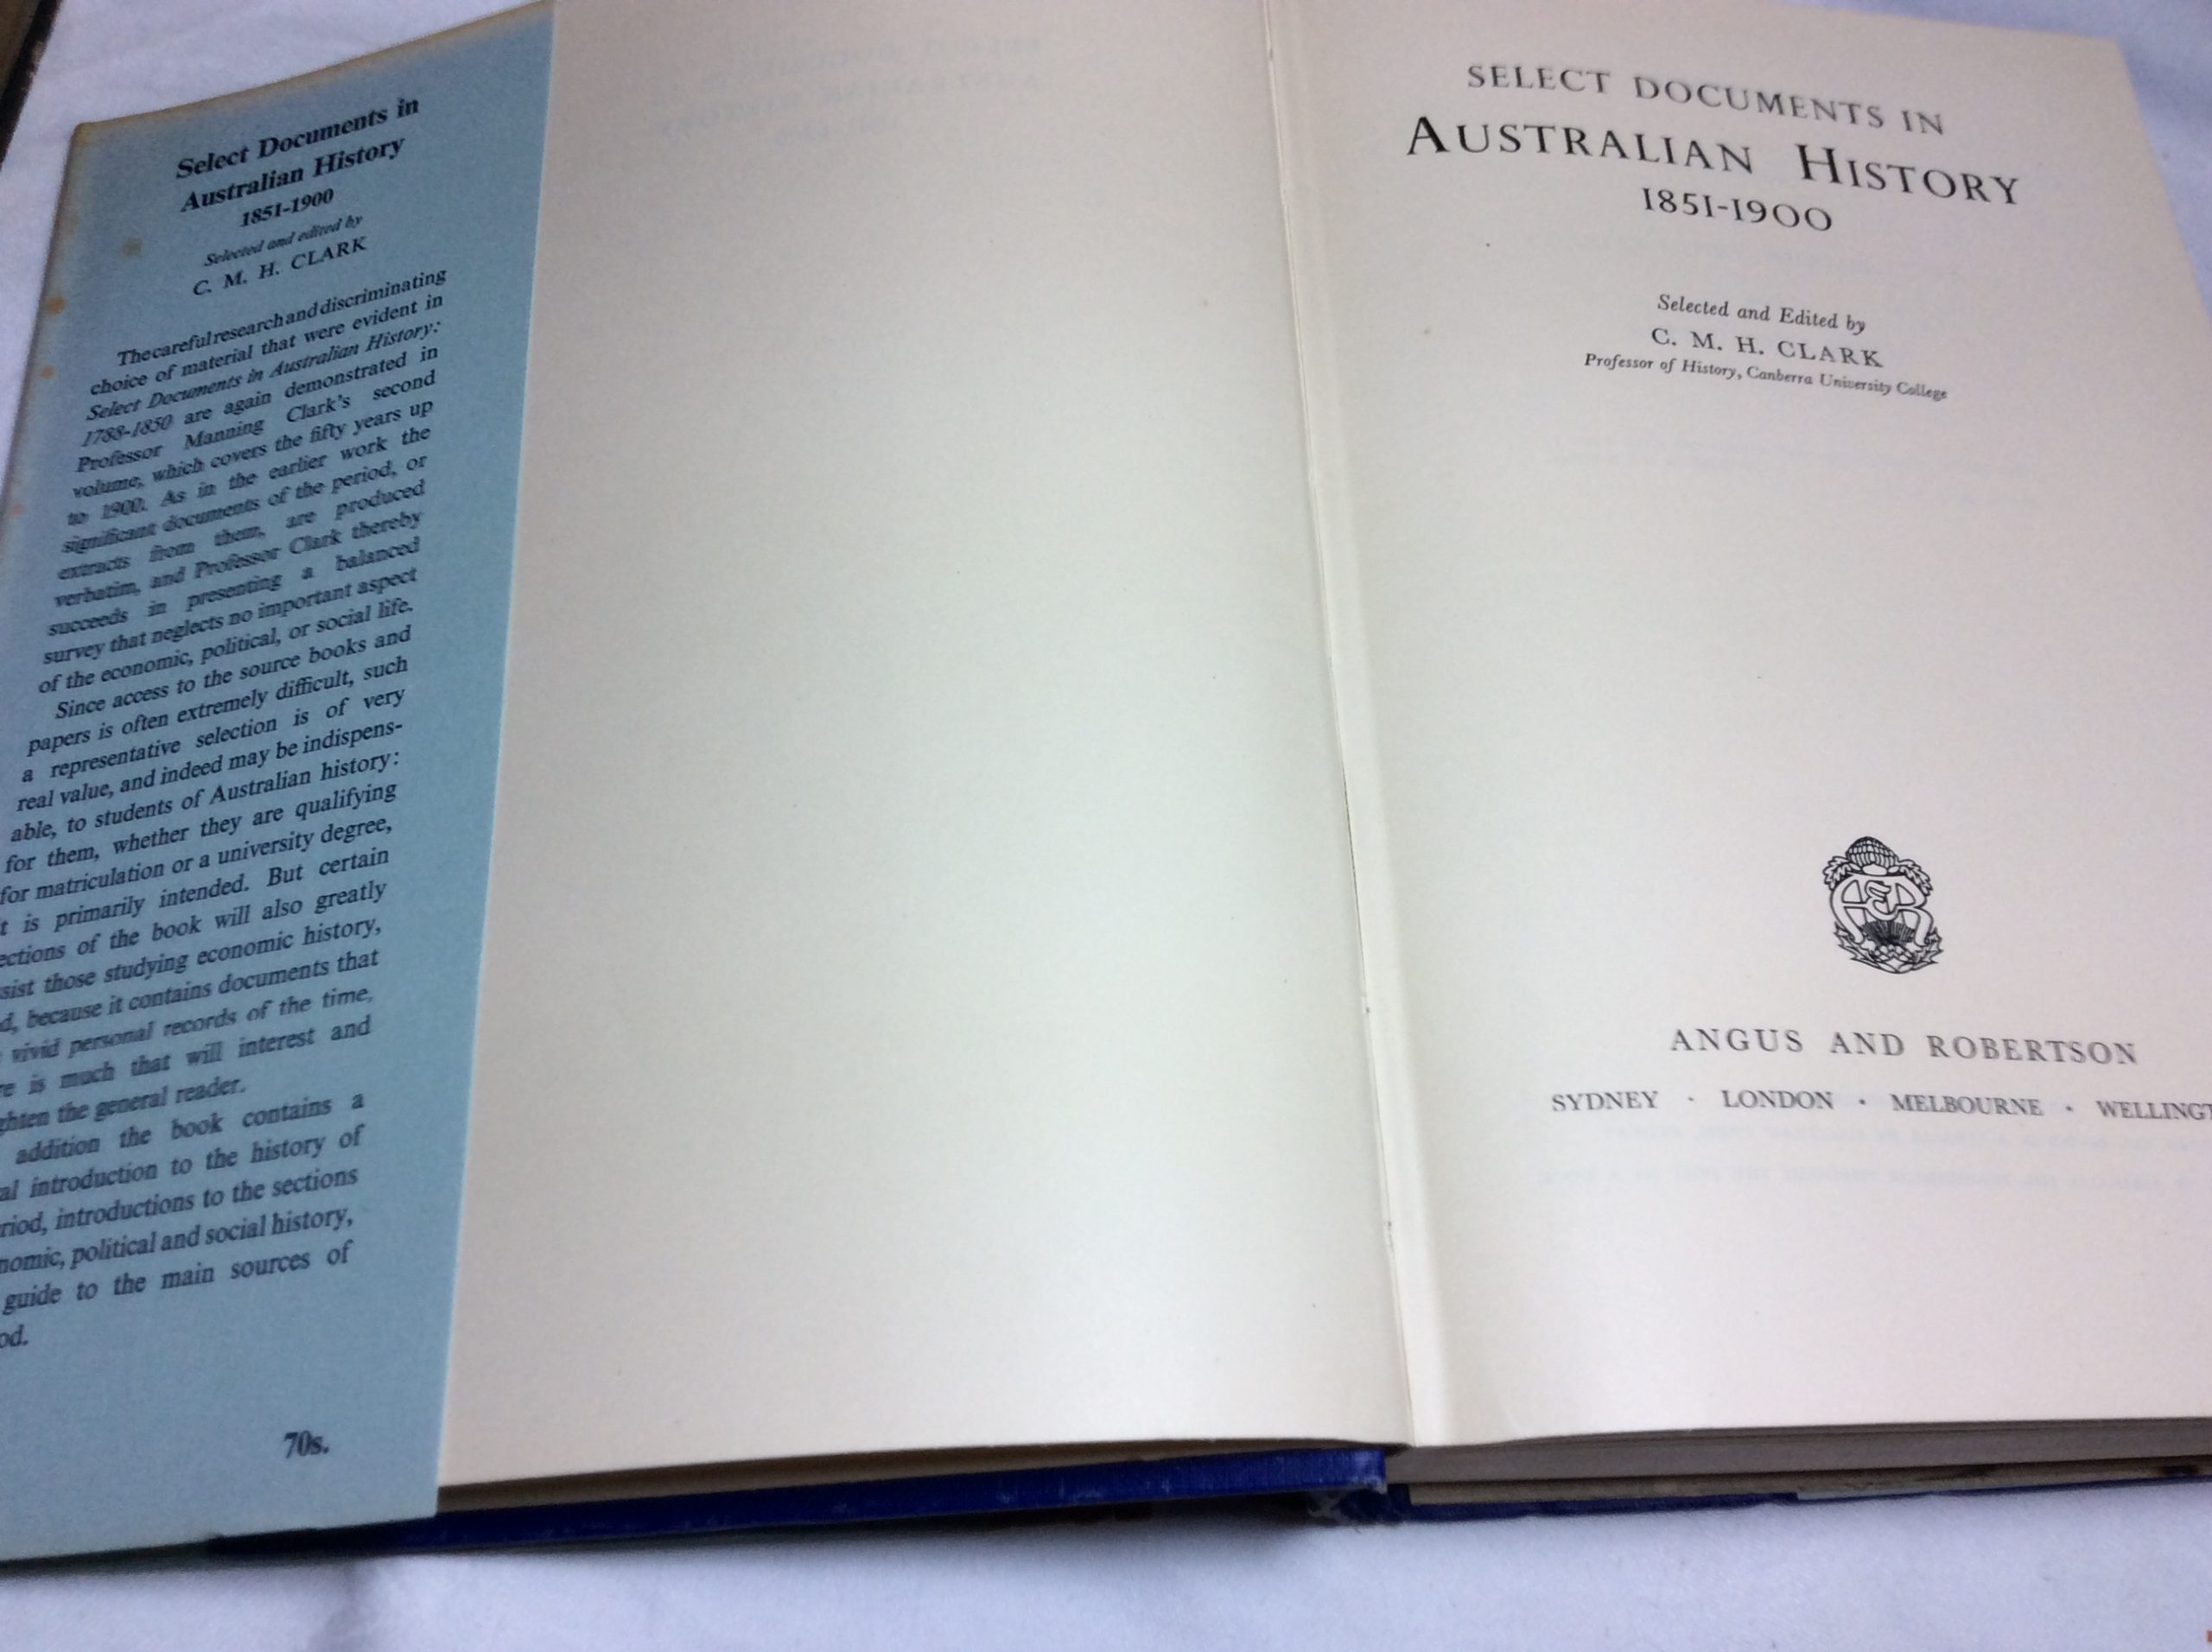 Select Documents in
Australian History
1851-1900
Selected and edited by
C. M. H. CLARK
The careful research and discriminating
choice of material that were evident in
Select Documents in Australian History:
1788-1850 are again demonstrated in
Professor Manning Clark's second
volume, which covers the fifty years up
to 1900. As in the earlier work the
significant documents of the period, or
extracts from them, are produced
verbatim, and Professor Clark thereby
succeeds in presenting a balanced
survey that neglects no important aspect
of the economic, political, or social life.
Since access to the source books and
papers is often extremely difficult, such
a representative selection is of very
real value, and indeed may be indispens-
able, to students of Australian history:
for them, whether they are qualifying
for matriculation or a university degree,
t is primarily intended. But certain
ections of the book will also greatly
sist those studying economic history,
d, because it contains documents that
vivid personal records of the time,
re is much that will interest and
ghten the general reader.
addition the book contains a
al introduction to the history of
riod, introductions to the sections
nomic, political and social history,
guide to the main sources of
od.
70s.
SELECT DOCUMENTS IN
AUSTRALIAN HISTORY
1851-1900
Selected and Edited by
C. M. H. CLARK
Professor of History, Canberra University College
A&R
ANGUS AND ROBERTSON
SYDNEY · LONDON · MELBOURNE · WELLINGT